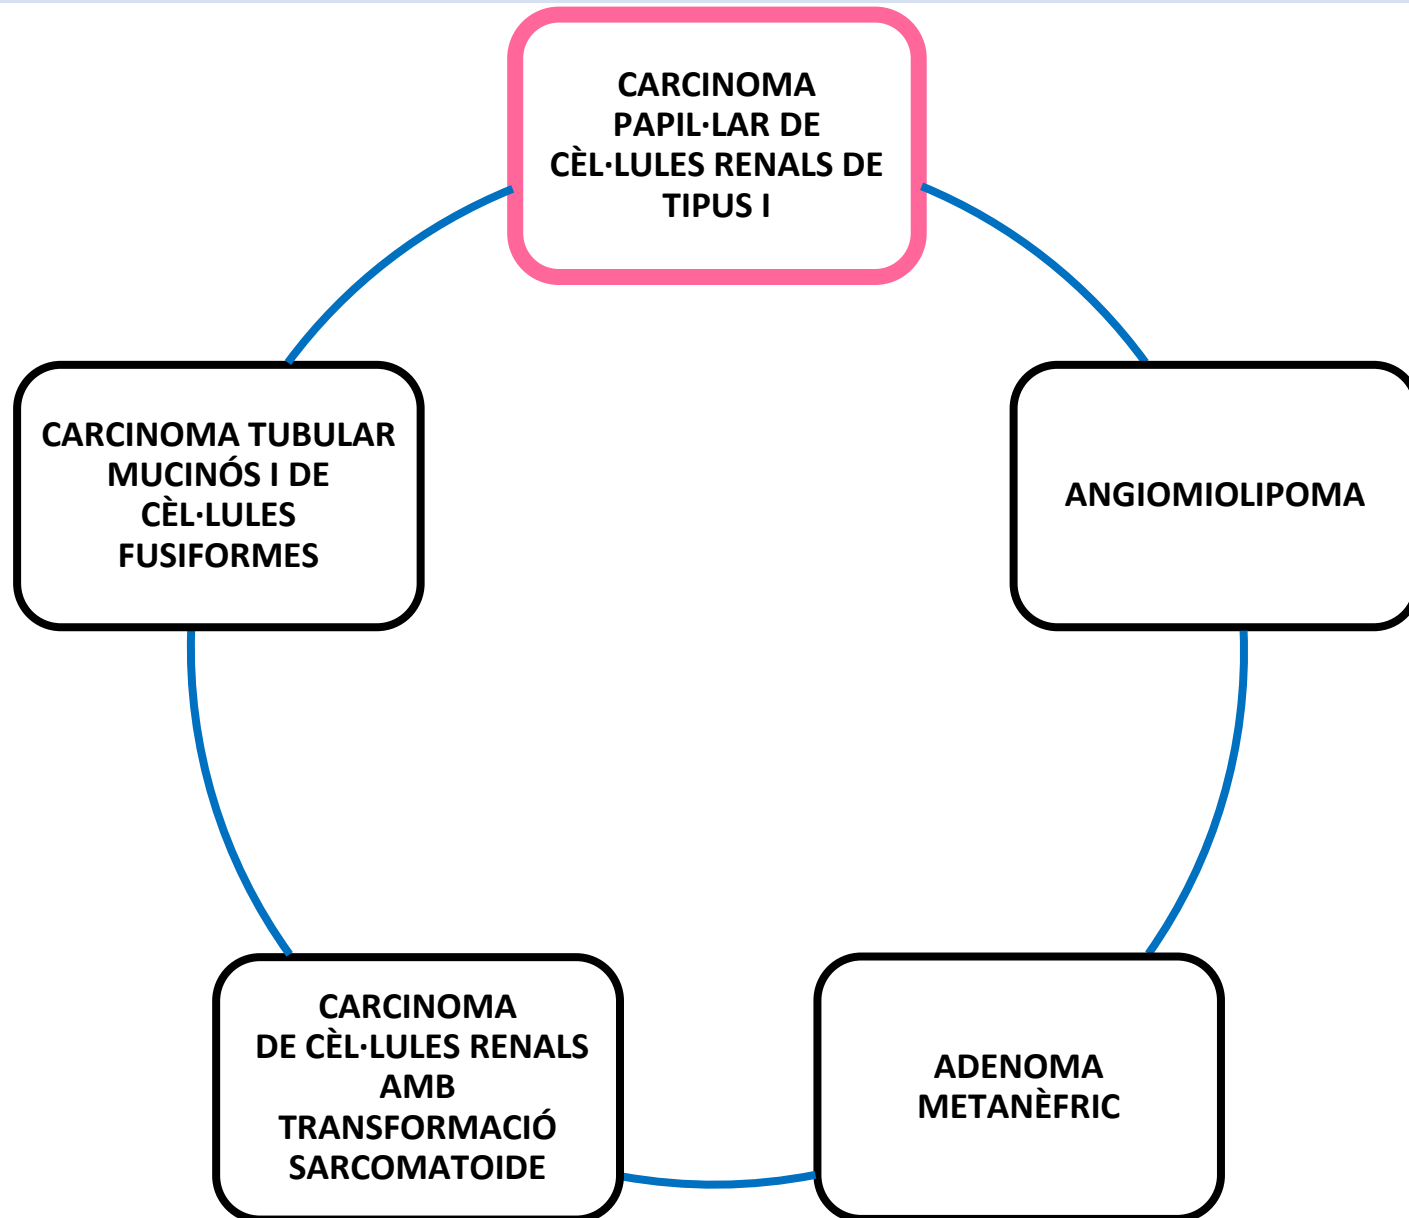 CARCINOMA
PAPIL·LAR DE
CÈL·LULES RENALS DE
TIPUS I
CARCINOMA TUBULAR
MUCINÓS I DE
CÈL·LULES
FUSIFORMES
ANGIOMIOLIPOMA
CARCINOMA
DE CÈL·LULES RENALS
AMB
TRANSFORMACIÓ
SARCOMATOIDE
ADENOMA
METANÈFRIC